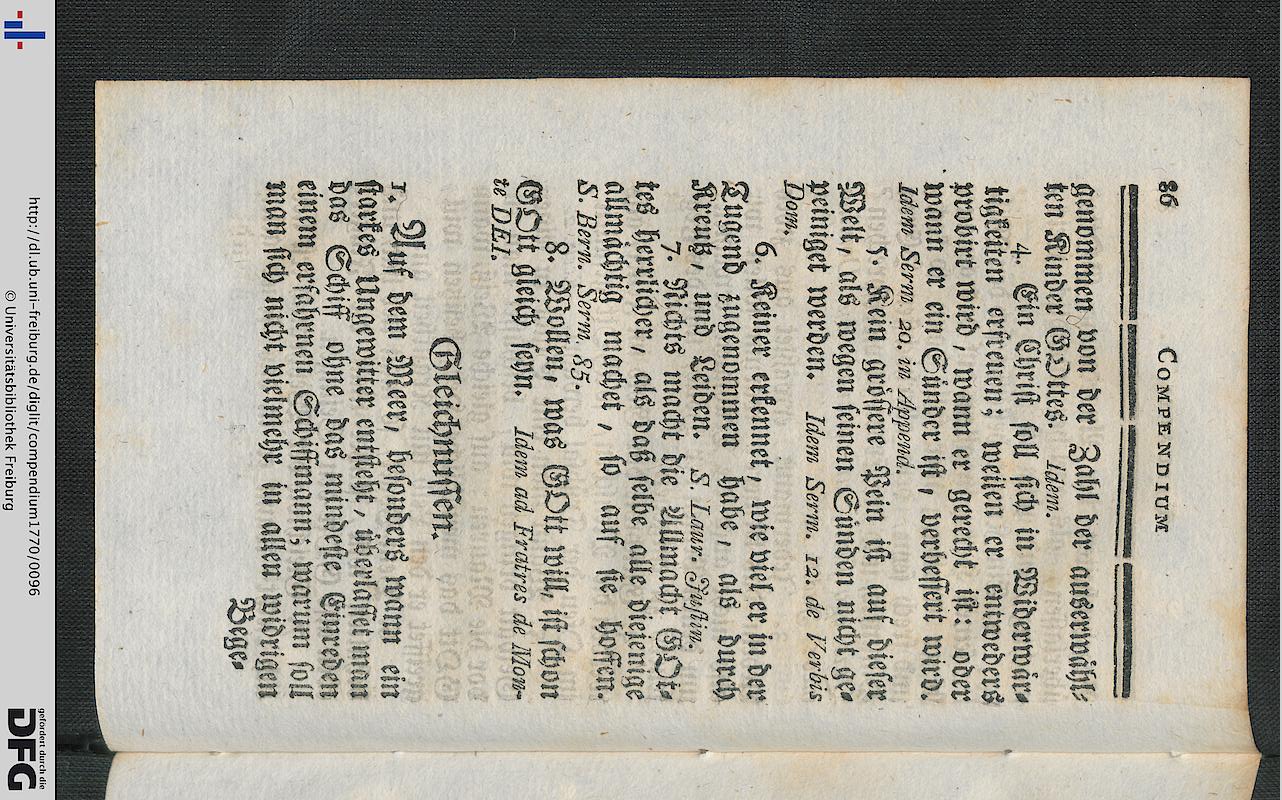 86 COMPENDIUM
genommen von der Zahl der auserwähl-
ten Kinder GOttes. Idem.
4. Ein Christ soll sich in Widerwär-
tigkeiten erfreuen; weilen er entweders
probirt wird, wann er gerecht ist: oder
wann er ein Sünder ist, verbessert wird.
Idem Serm 20. in Append.
5. Kein grössere Pein ist auf dieser
Welt, als wegen seinen Sünden nicht ge-
peiniget werden. Idem Serm. 12. de Verbis
Dom.
6. Keiner erkennet, wie viel er in der
Tugend zugenommen habe, als durch
Kreutz, und Leiden. S. Laur. Justin.
7. Nichts macht die Allmacht GOt-
tes herrlicher, als daß selbe alle diejenige
allmächtig machet, so auf sie hoffen.
S. Bern. Serm. 85.
8. Wollen, was GOtt will, ist schon
GOtt gleich seyn. Idem ad Fratres de Mon-
te DEI.
Gleichnussen.
1. Auf dem Meer, besonders wann ein
starkes Ungewitter entsteht, überlasset man
das Schiff ohne das mindeste Einreden
einem erfahrnen Schiffmann; warum soll
man sich nicht vielmehr in allen widrigen
Bege-
http://dl.ub.uni-freiburg.de/diglit/compendium1770/0096
© Universitätsbibliothek Freiburg
gefördert durch die
DFG